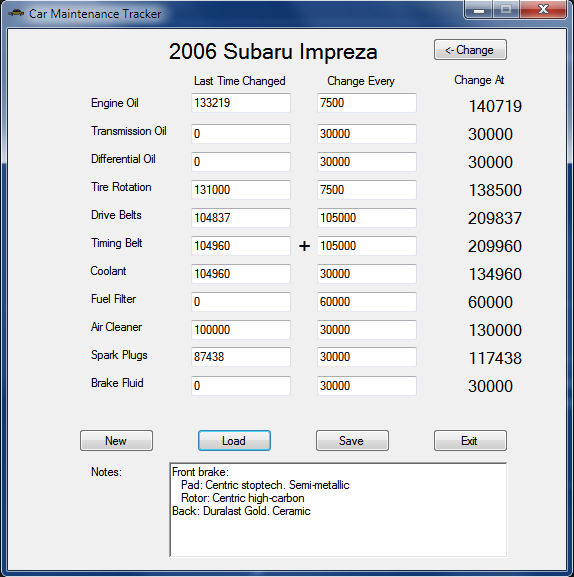 Car Maintenance Tracker
2006 Subaru Impreza <- Change
Last Time Changed Change Every Change At
Engine Oil 133219 7500 140719
Transmission Oil 0 30000 30000
Differential Oil 0 30000 30000
Tire Rotation 131000 7500 138500
Drive Belts 104837 105000 209837
Timing Belt 104960 + 105000 209960
Coolant 104960 30000 134960
Fuel Filter 0 60000 60000
Air Cleaner 100000 30000 130000
Spark Plugs 87438 30000 117438
Brake Fluid 0 30000 30000
New Load Save Exit
Notes: Front brake:
Pad: Centric stoptech. Semi-metallic
Rotor: Centric high-carbon
Back: Duralast Gold. Ceramic